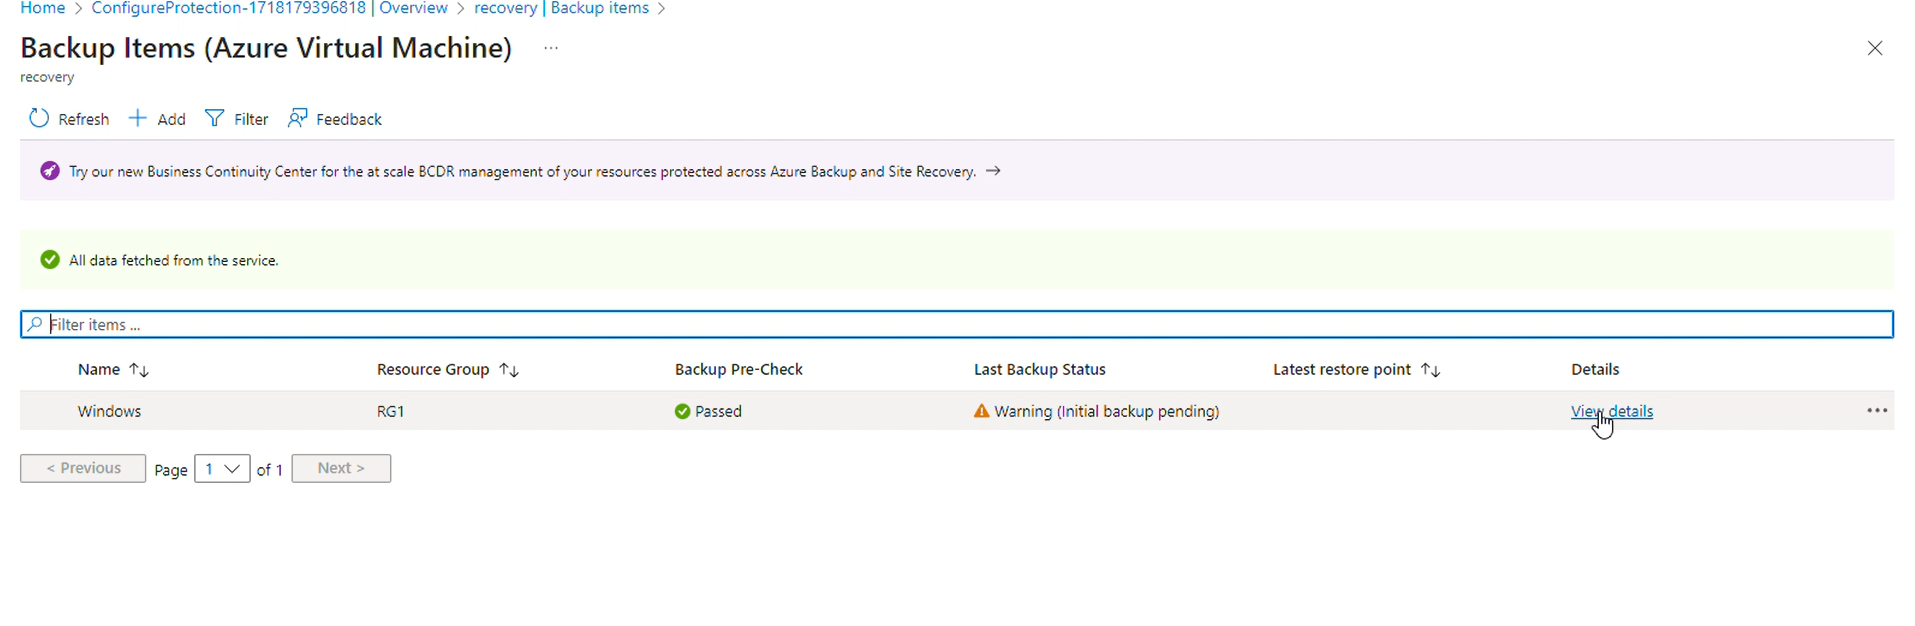 Home > ConfigureProtection-1718179396818 | Overview > recovery | Backup items >
Backup Items (Azure Virtual Machine) ...
recovery
Refresh Add Filter Feedback
Try our new Business Continuity Center for the at scale BCDR management of your resources protected across Azure Backup and Site Recovery. →
All data fetched from the service.
Filter items ...
Name ↑↓ Resource Group ↑↓ Backup Pre-Check Last Backup Status Latest restore point ↑↓ Details
Windows RG1 Passed Warning (Initial backup pending) View details ...
< Previous Page 1 of 1 Next >